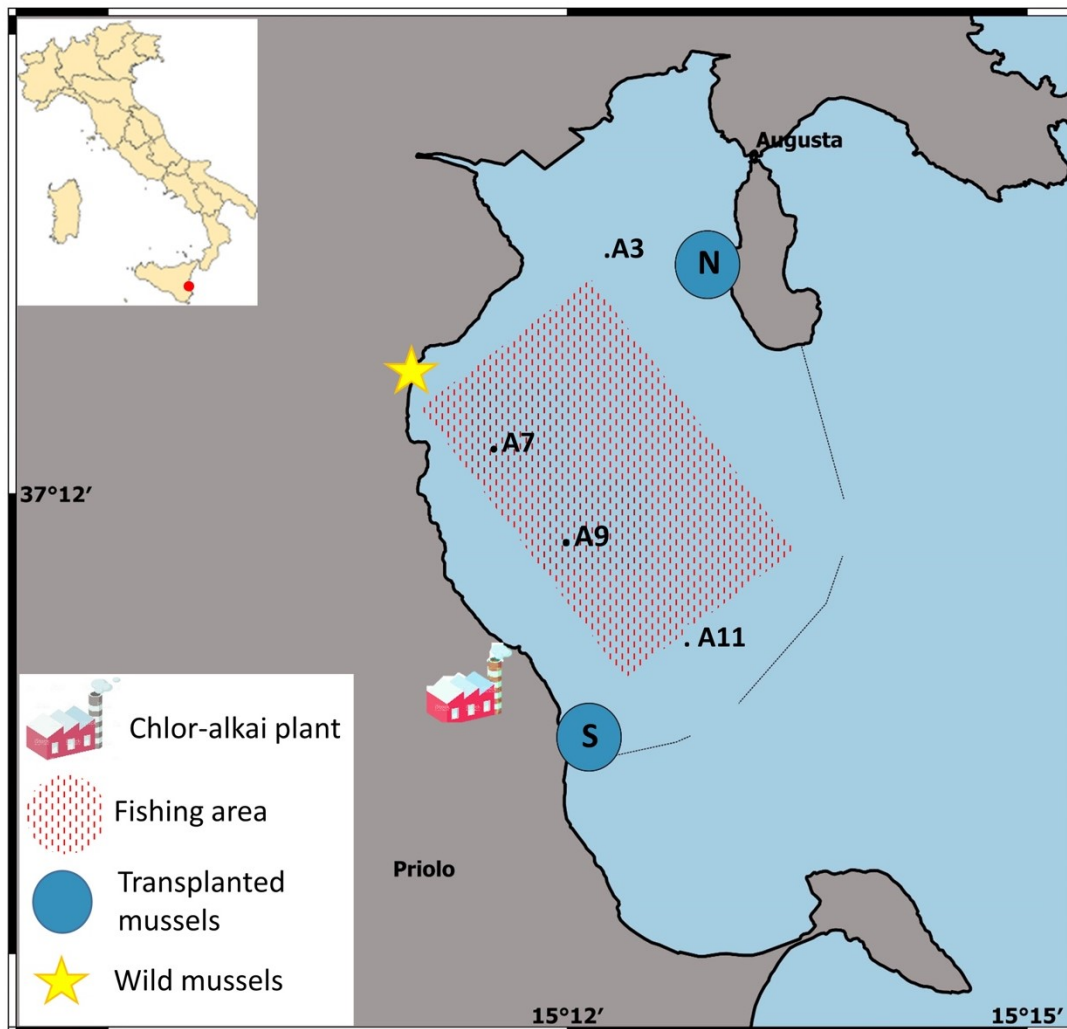 Augusta
A3
N
A7
37°12′
A9
A11
S
Chlor-alkai plant
Fishing area
Transplanted
mussels
Priolo
Wild mussels
15°12′
15°15′